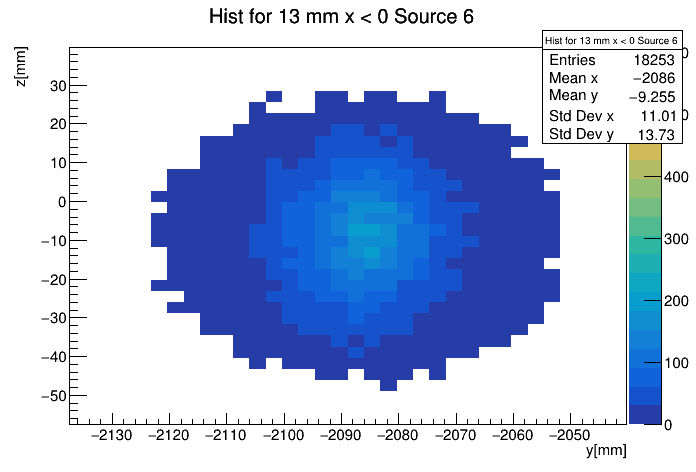 Hist for 13 mm x < 0 Source 6
z[mm]
Hist for 13 mm x < 0 Source 6
Entries 18253
Mean x −2086
Mean y −9.255
Std Dev x 11.01
Std Dev y 13.73
30
20
10
0
−10
−20
−30
−40
−50
−2130 −2120 −2110 −2100 −2090 −2080 −2070 −2060 −2050
y[mm]
400
300
200
100
0